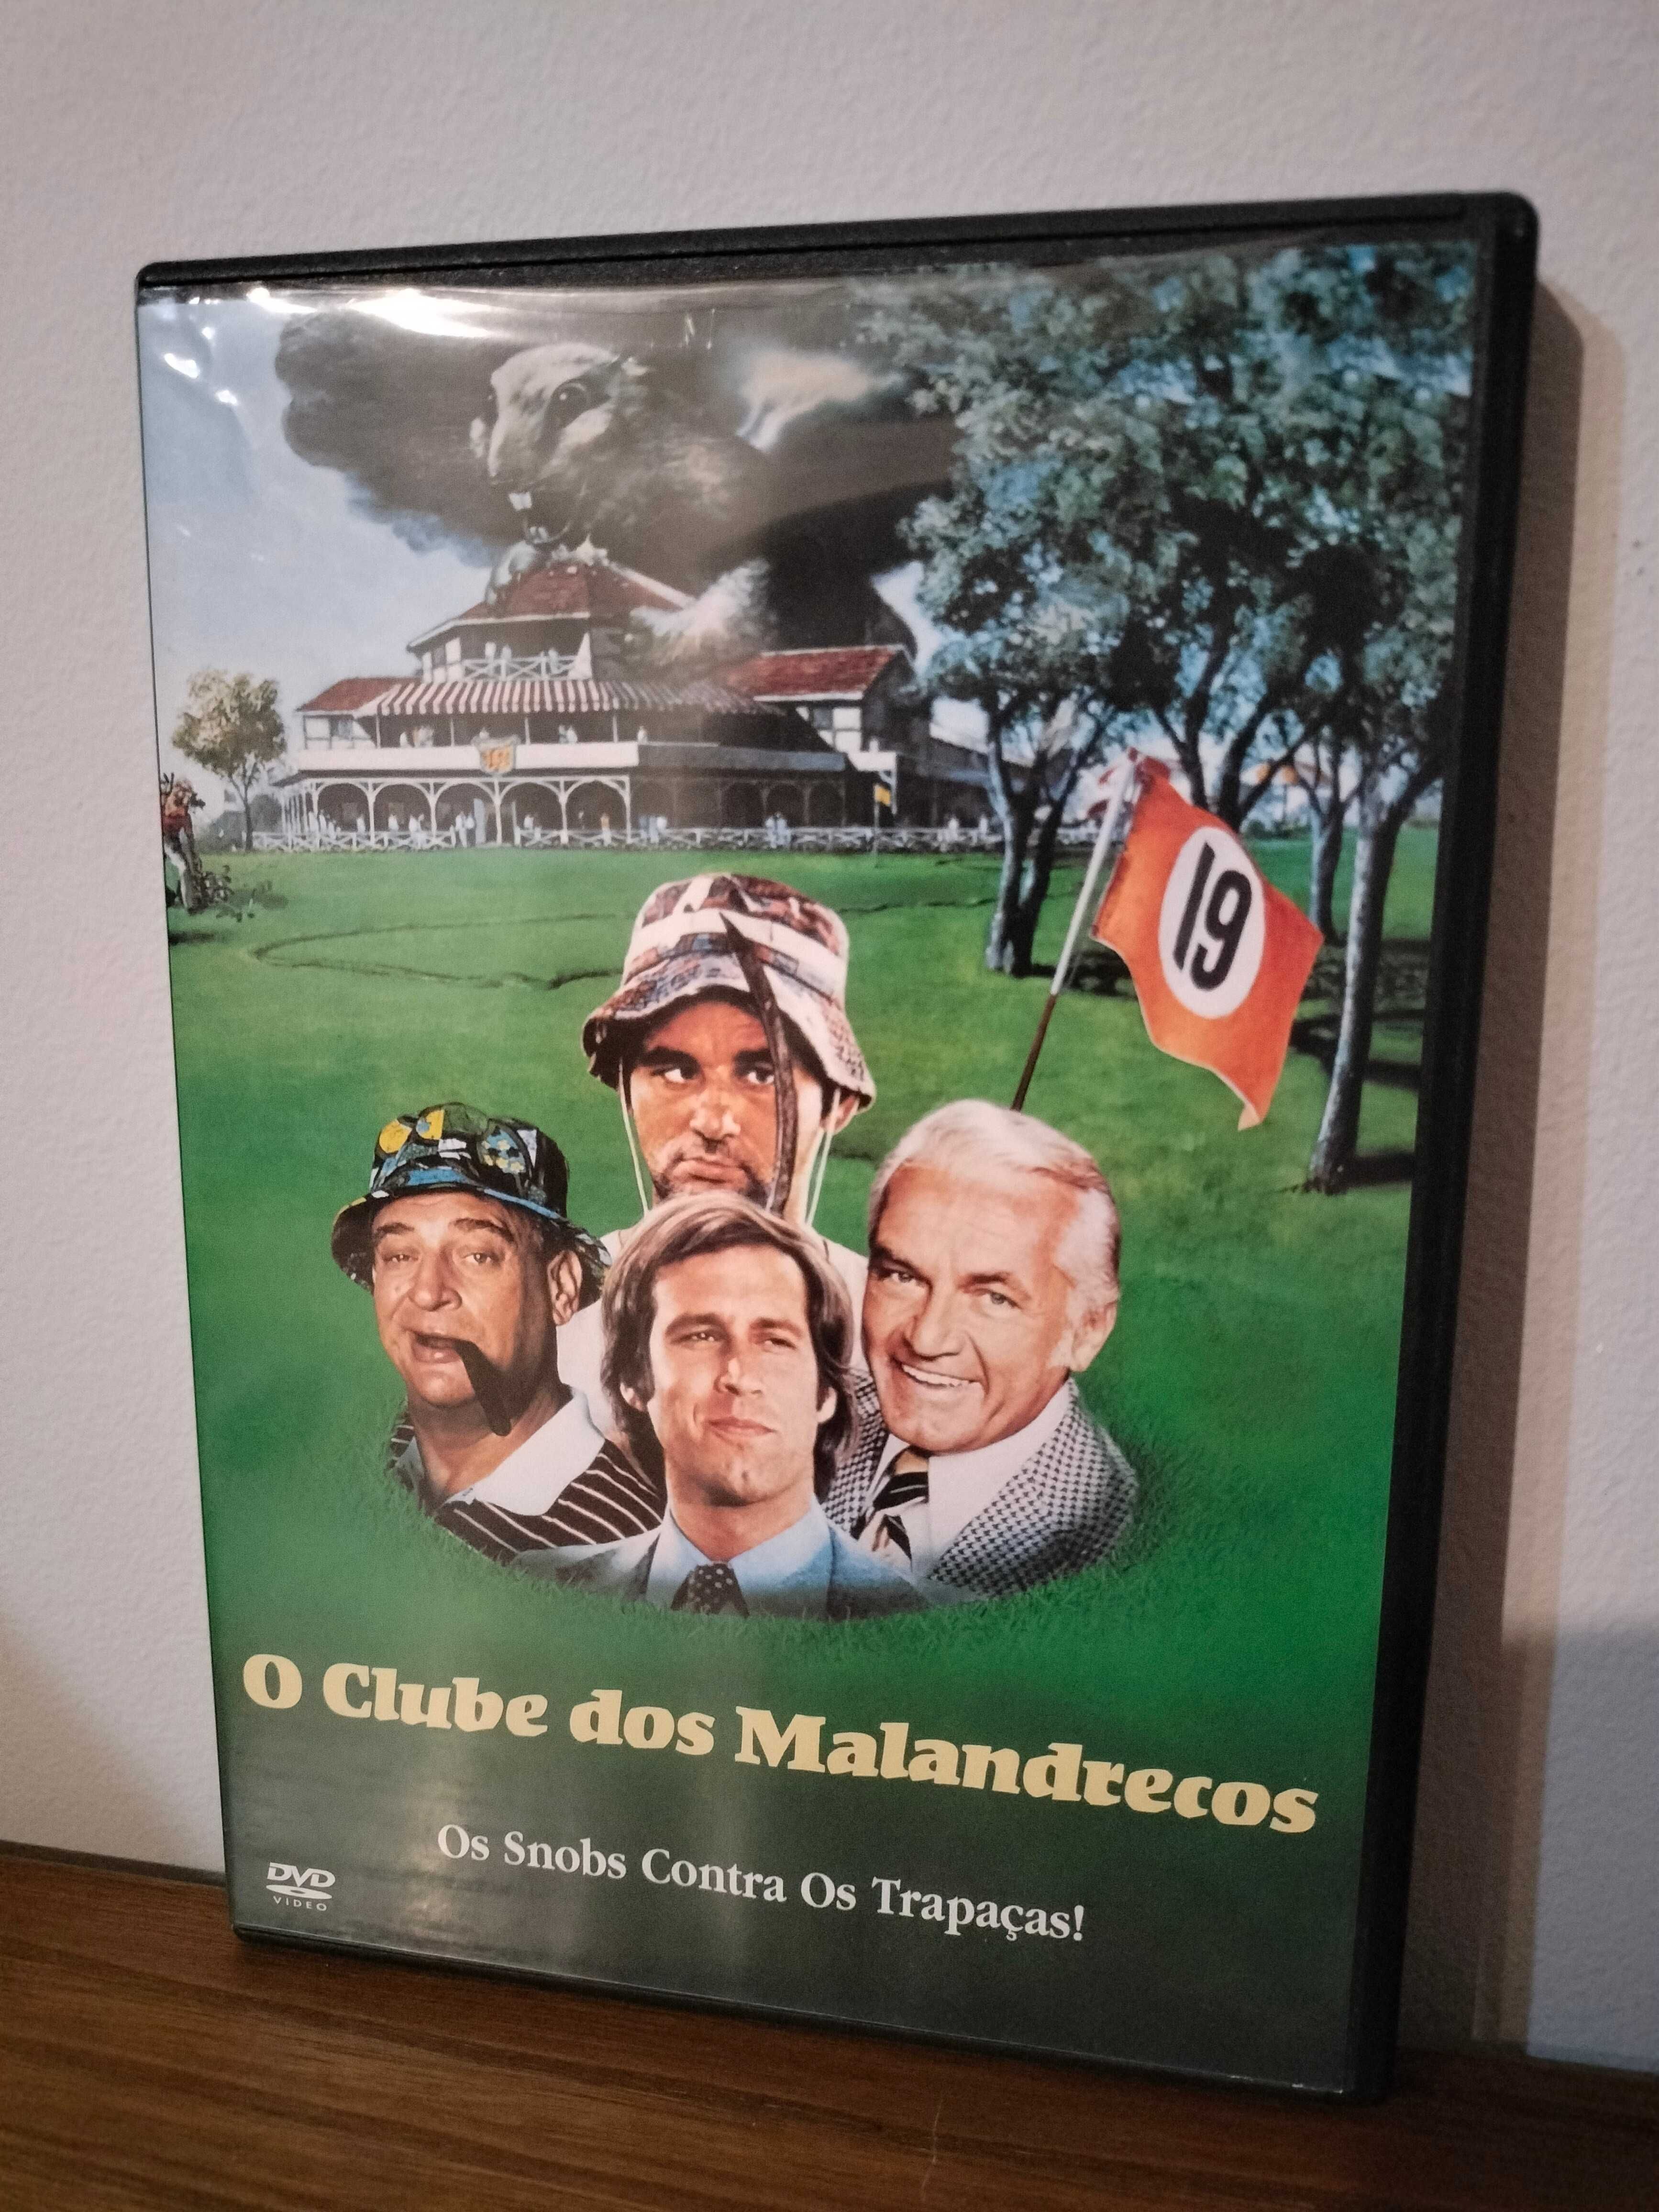 19
O Clube dos Malandrecos
Os Snobs Contra Os Trapaças!
DVD
VIDEO